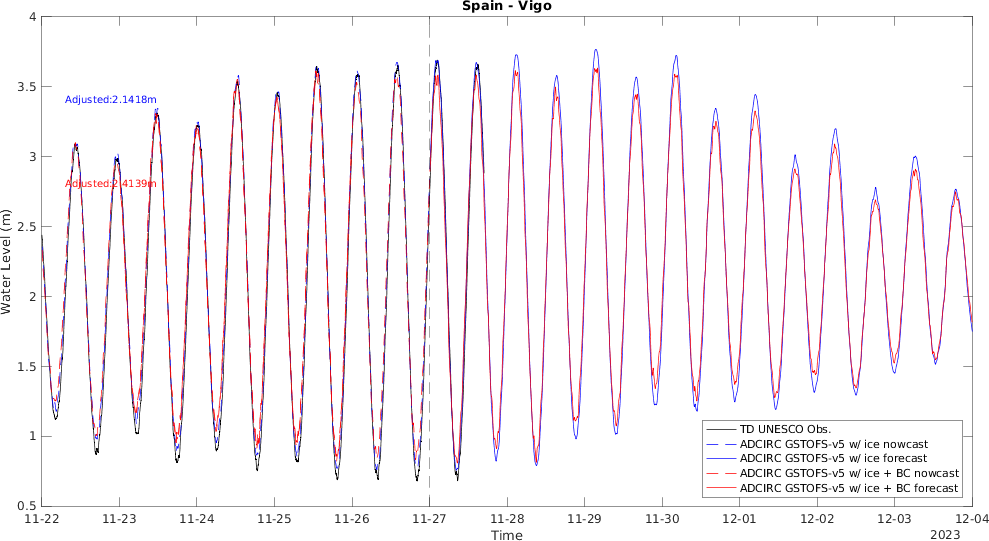 Spain - Vigo
4
3.5
Adjusted:2.1418m
3
Adjusted:2.4139m
2.5
Water Level (m)
2
1.5
1
0.5
TD UNESCO Obs.
ADCIRC GSTOFS-v5 w/ ice nowcast
ADCIRC GSTOFS-v5 w/ ice forecast
ADCIRC GSTOFS-v5 w/ ice + BC nowcast
ADCIRC GSTOFS-v5 w/ ice + BC forecast
11-22 11-23 11-24 11-25 11-26 11-27 11-28 11-29 11-30 12-01 12-02 12-03 12-04
Time
2023